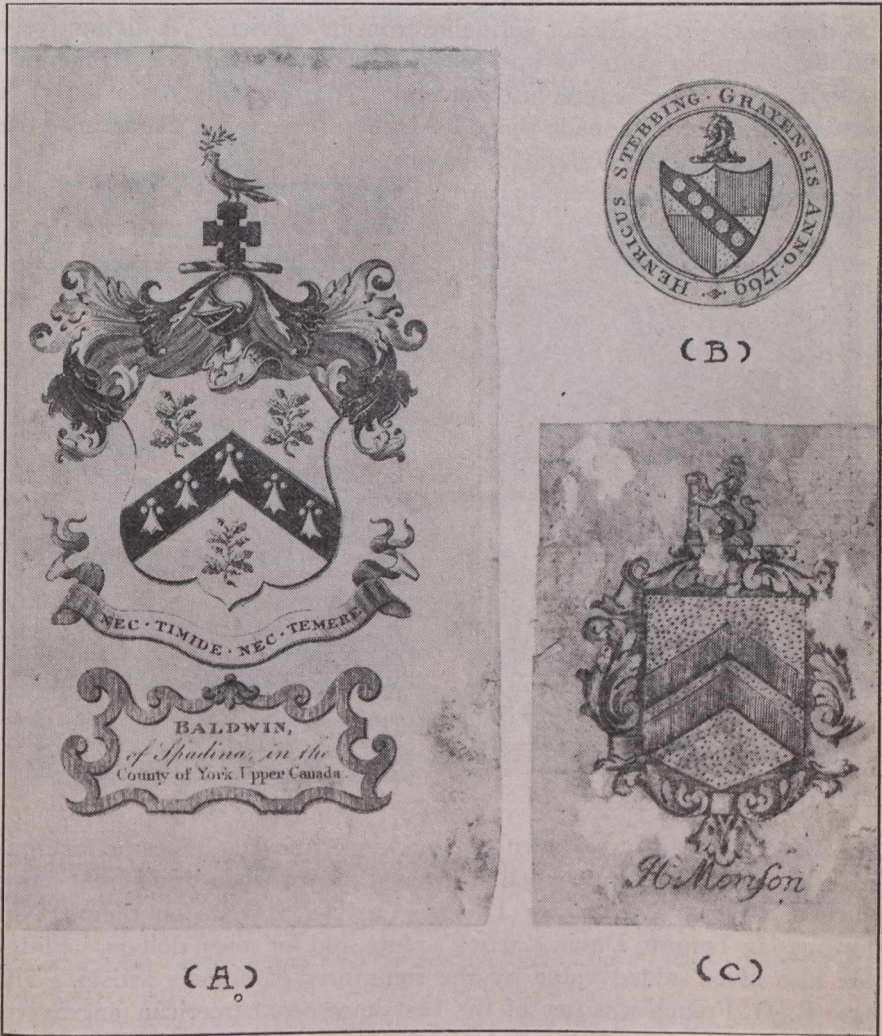 NEC · TIMIDE · NEC · TEMERE
BALDWIN,
of Spadina, in the
County of York Upper Canada.
(A)
HENRICUS STEBBING · GRAYENSIS ANNO · 1769
(B)
H Monſon
(C)